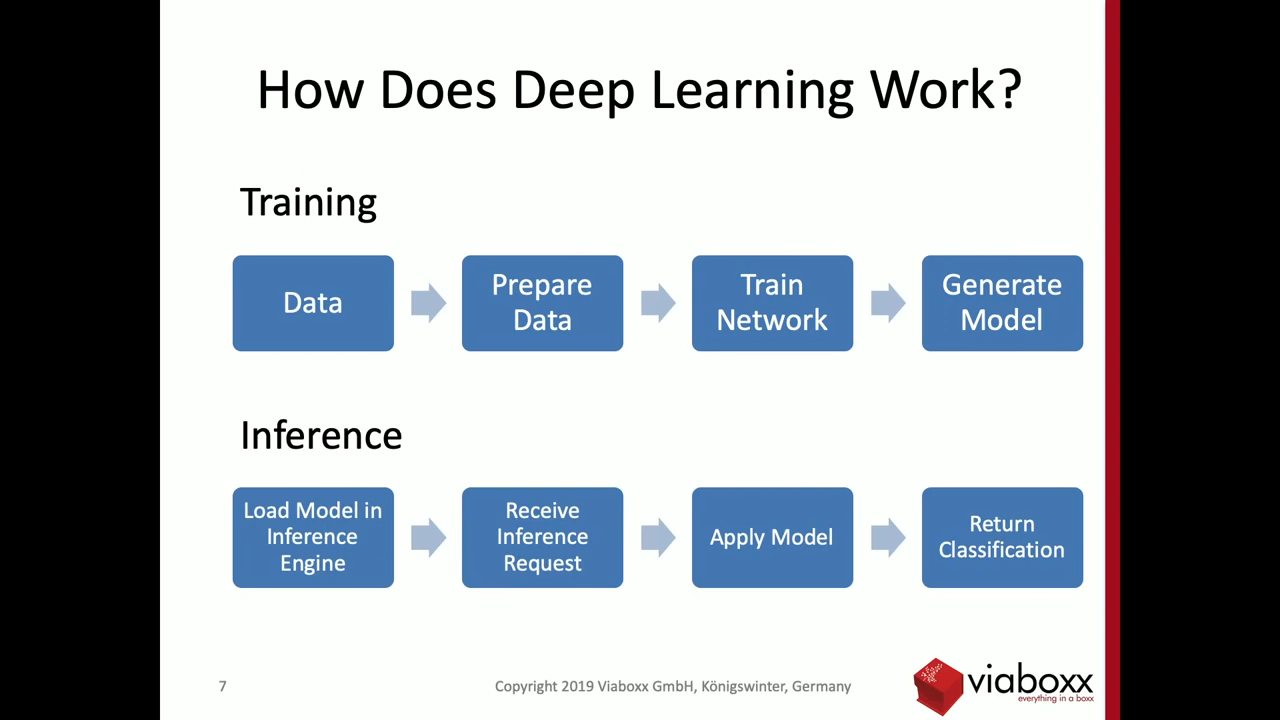 How Does Deep Learning Work?
Training
Data
Prepare
Data
Train
Network
Generate
Model
Inference
Load Model in
Inference
Engine
Receive
Inference
Request
Apply Model
Return
Classification
7
Copyright 2019 Viaboxx GmbH, Königswinter, Germany
viaboxx
everything in a boxx